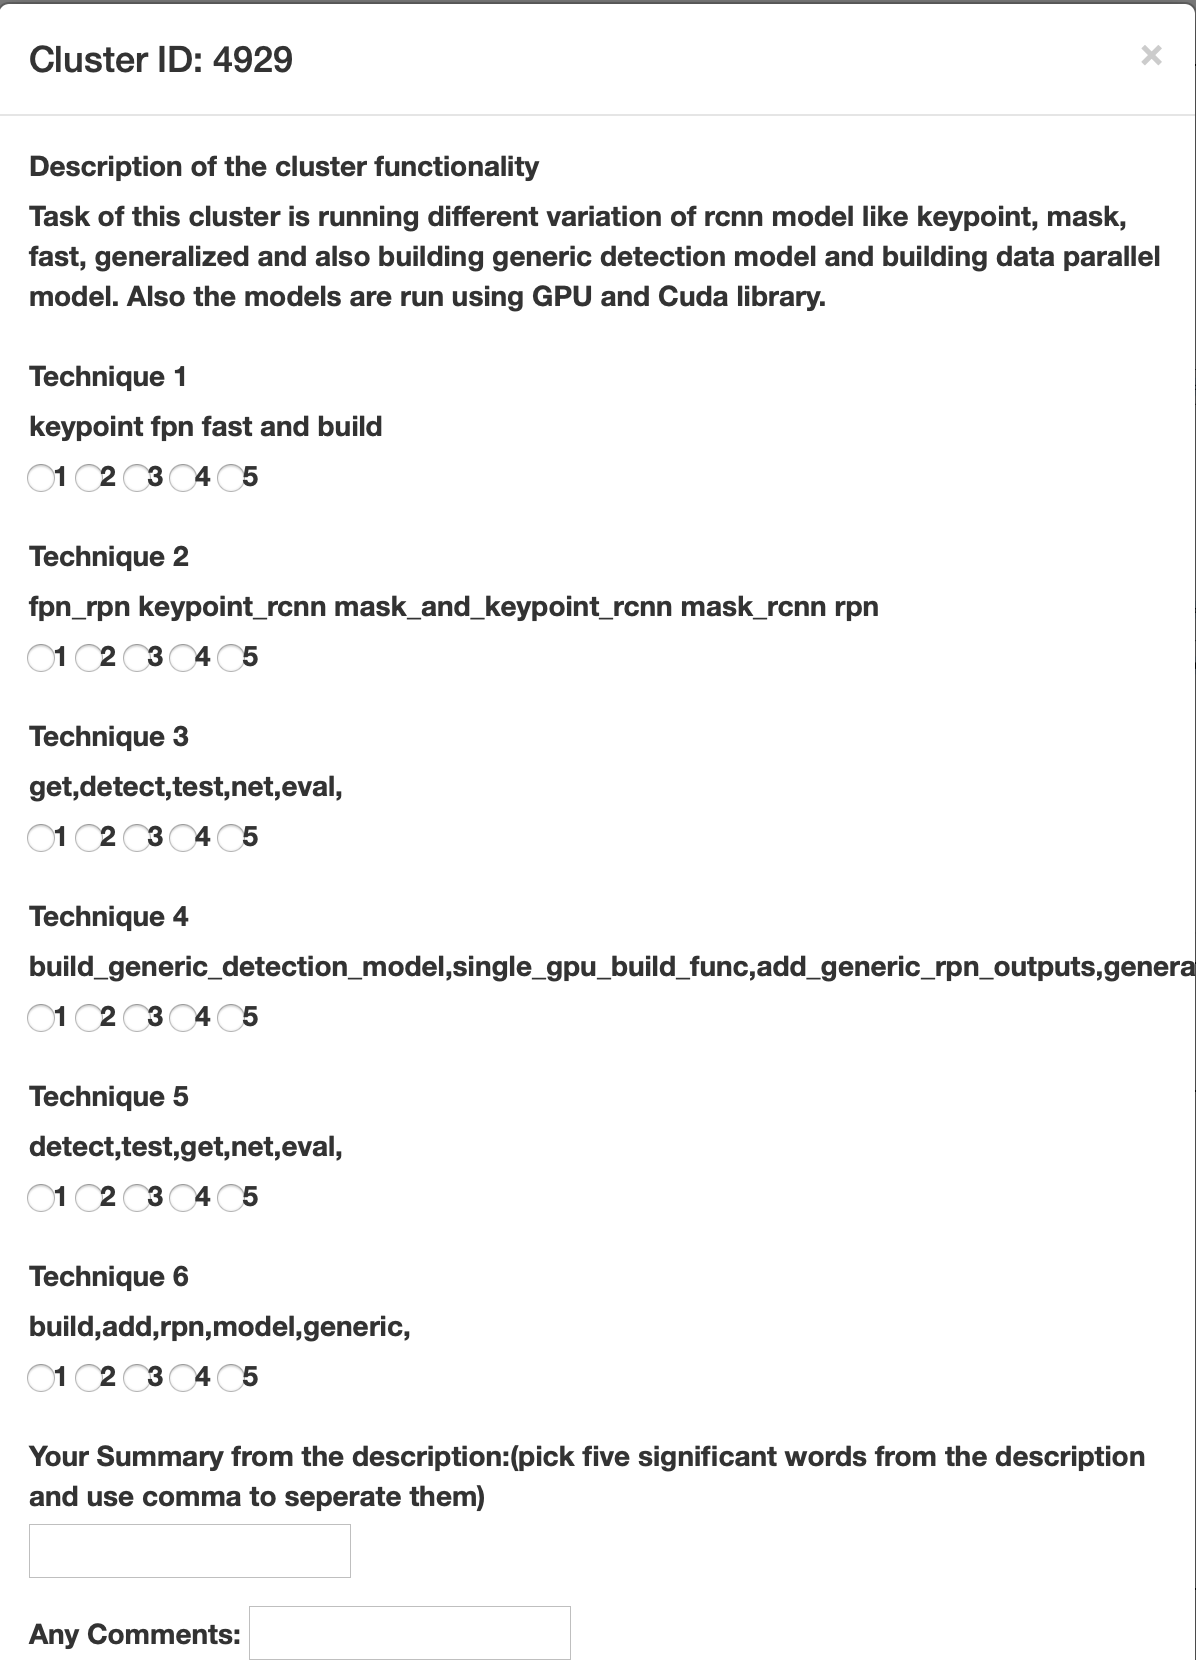 Cluster ID: 4929
×
Description of the cluster functionality
Task of this cluster is running different variation of rcnn model like keypoint, mask,
fast, generalized and also building generic detection model and building data parallel
model. Also the models are run using GPU and Cuda library.
Technique 1
keypoint fpn fast and build
1 2 3 4 5
Technique 2
fpn_rpn keypoint_rcnn mask_and_keypoint_rcnn mask_rcnn rpn
1 2 3 4 5
Technique 3
get,detect,test,net,eval,
1 2 3 4 5
Technique 4
build_generic_detection_model,single_gpu_build_func,add_generic_rpn_outputs,genera
1 2 3 4 5
Technique 5
detect,test,get,net,eval,
1 2 3 4 5
Technique 6
build,add,rpn,model,generic,
1 2 3 4 5
Your Summary from the description:(pick five significant words from the description
and use comma to seperate them)
Any Comments: